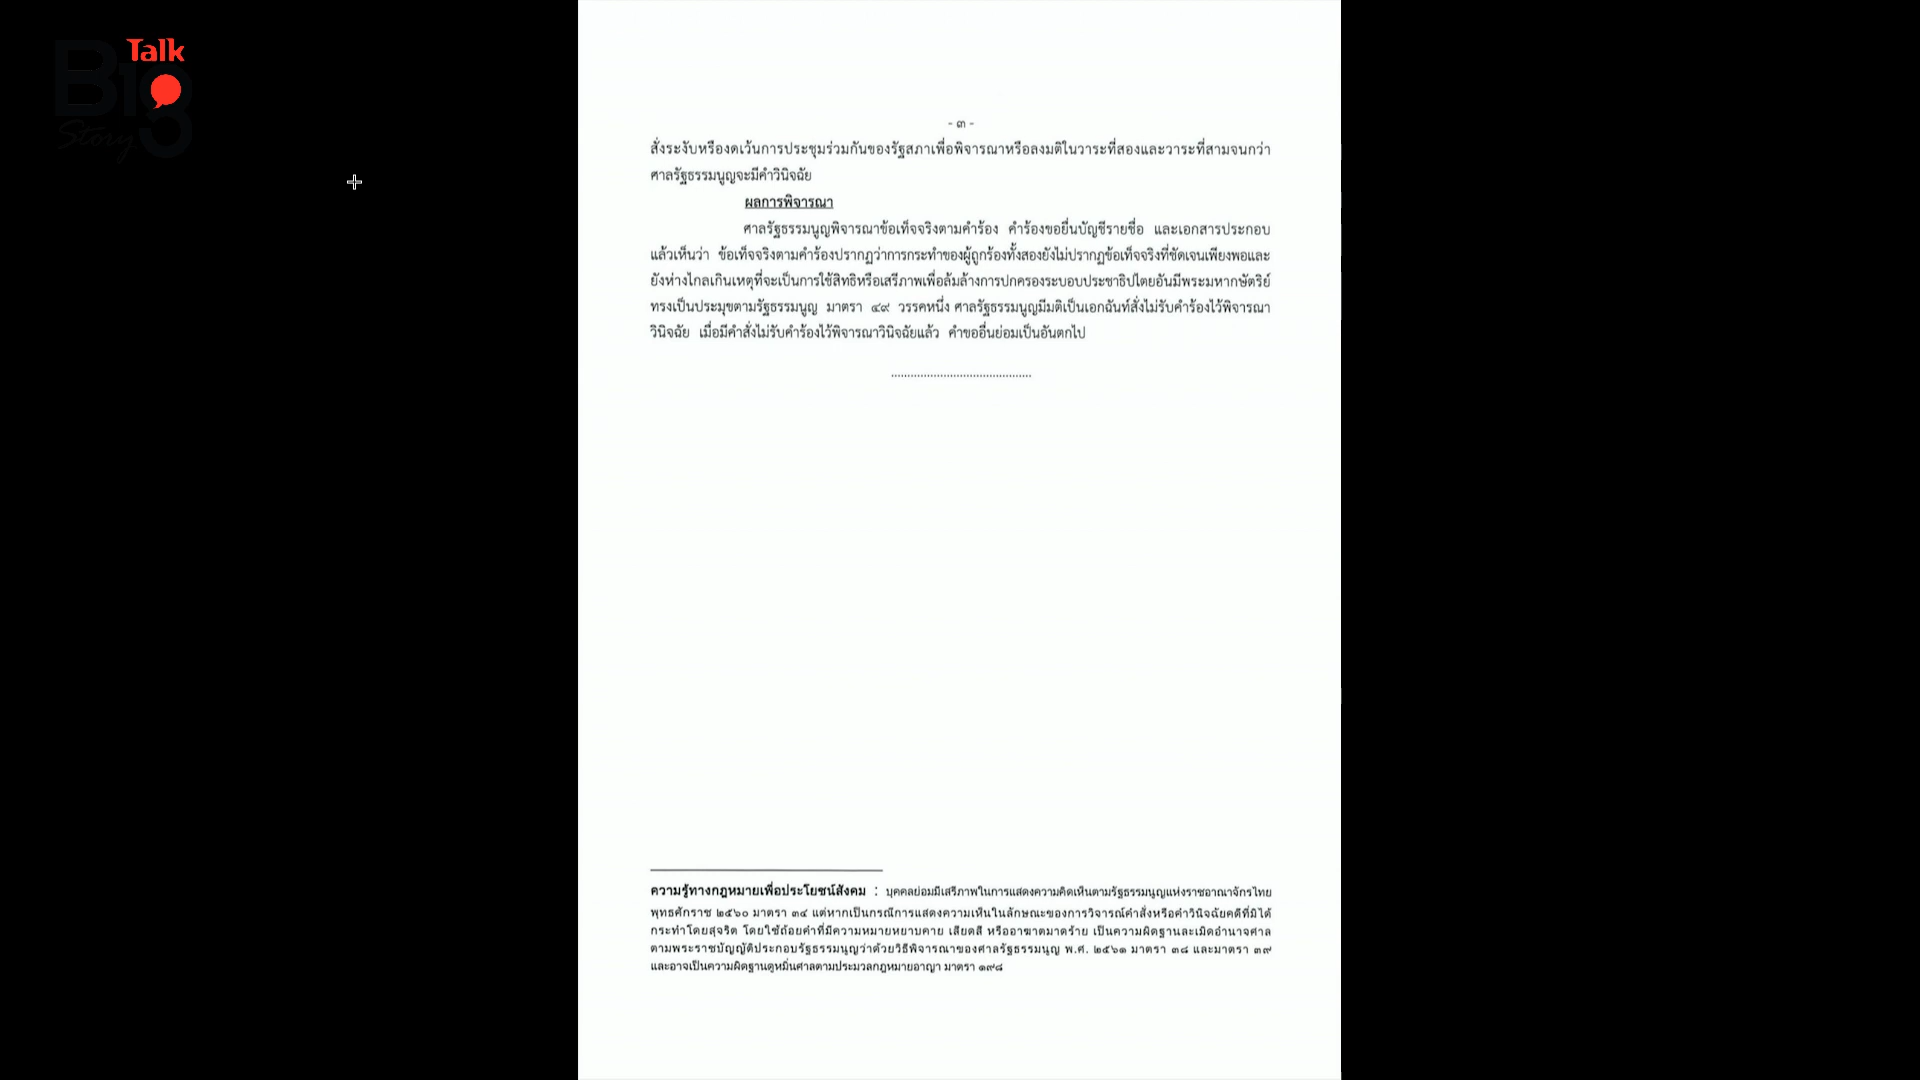 Talk
B1g
Story 3
- ๓ -
สั่งระงับหรืองดเว้นการประชุมร่วมกันของรัฐสภาเพื่อพิจารณาหรือลงมติในวาระที่สองและวาระที่สามจนกว่า
ศาลรัฐธรรมนูญจะมีคำวินิจฉัย
ผลการพิจารณา
ศาลรัฐธรรมนูญพิจารณาข้อเท็จจริงตามคำร้อง คำร้องขอยื่นบัญชีรายชื่อ และเอกสารประกอบ
แล้วเห็นว่า ข้อเท็จจริงตามคำร้องปรากฏว่าการกระทำของผู้ถูกร้องทั้งสองยังไม่ปรากฏข้อเท็จจริงที่ชัดเจนเพียงพอและ
ยังห่างไกลเกินเหตุที่จะเป็นการใช้สิทธิหรือเสรีภาพเพื่อล้มล้างการปกครองระบอบประชาธิปไตยอันมีพระมหากษัตริย์
ทรงเป็นประมุขตามรัฐธรรมนูญ มาตรา ๔๙ วรรคหนึ่ง ศาลรัฐธรรมนูญมีมติเป็นเอกฉันท์สั่งไม่รับคำร้องไว้พิจารณา
วินิจฉัย เมื่อมีคำสั่งไม่รับคำร้องไว้พิจารณาวินิจฉัยแล้ว คำขออื่นย่อมเป็นอันตกไป
.............................................
ความรู้ทางกฎหมายเพื่อประโยชน์สังคม : บุคคลย่อมมีเสรีภาพในการแสดงความคิดเห็นตามรัฐธรรมนูญแห่งราชอาณาจักรไทย
พุทธศักราช ๒๕๖๐ มาตรา ๓๔ แต่หากเป็นกรณีการแสดงความเห็นในลักษณะของการวิจารณ์คำสั่งหรือคำวินิจฉัยคดีที่มิได้
กระทำโดยสุจริต โดยใช้ถ้อยคำที่มีความหมายหยาบคาย เสียดสี หรืออาฆาตมาดร้าย เป็นความผิดฐานละเมิดอำนาจศาล
ตามพระราชบัญญัติประกอบรัฐธรรมนูญว่าด้วยวิธีพิจารณาของศาลรัฐธรรมนูญ พ.ศ. ๒๕๖๑ มาตรา ๓๘ และมาตรา ๓๙
และอาจเป็นความผิดฐานดูหมิ่นศาลตามประมวลกฎหมายอาญา มาตรา ๑๙๘